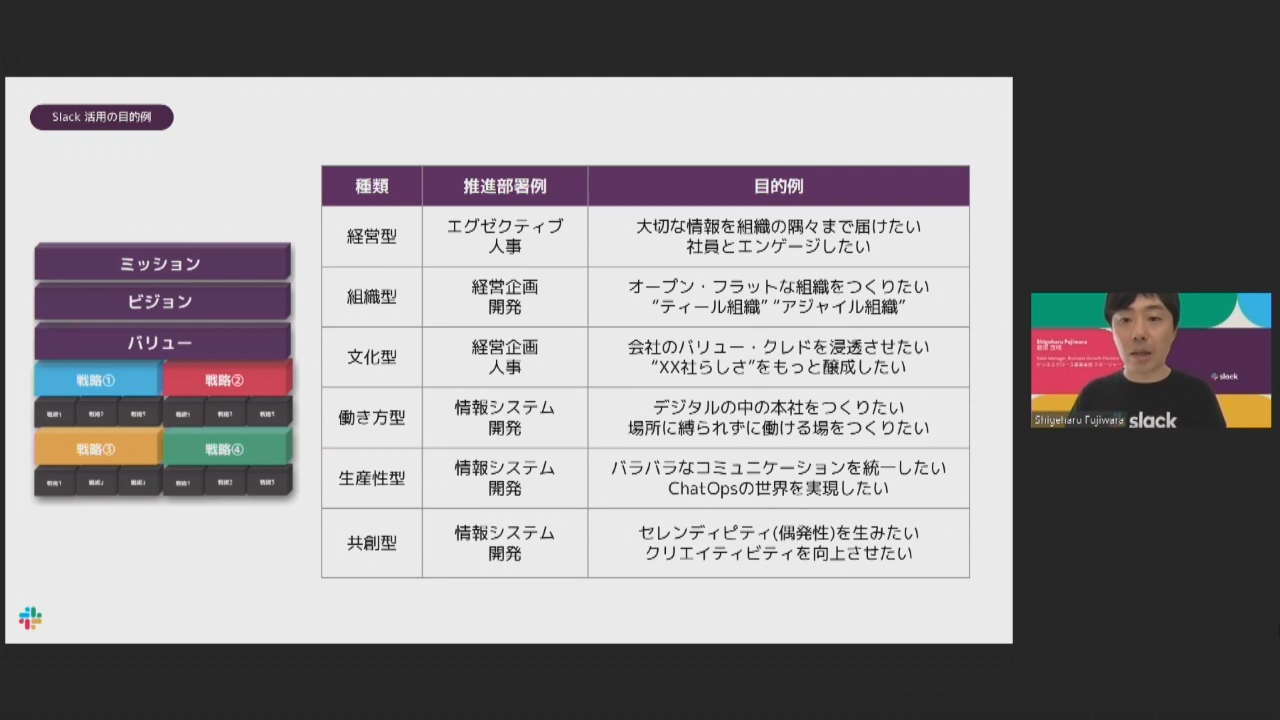 Slack 活用の目的例
ミッション
ビジョン
バリュー
戦略① 戦略②
戦略③ 戦略④
種類 推進部署例 目的例
経営型
エグゼクティブ
人事
大切な情報を組織の隅々まで届けたい
社員とエンゲージしたい
組織型
経営企画
開発
オープン・フラットな組織をつくりたい
“ティール組織” “アジャイル組織”
文化型
経営企画
人事
会社のバリュー・クレドを浸透させたい
“XX社らしさ”をもっと醸成したい
働き方型
情報システム
開発
デジタルの中の本社をつくりたい
場所に縛られずに働ける場をつくりたい
生産性型
情報システム
開発
バラバラなコミュニケーションを統一したい
ChatOpsの世界を実現したい
共創型
情報システム
開発
セレンディピティ(偶発性)を生みたい
クリエイティビティを向上させたい
Shigeharu Fujiwara
slack
slack
Shigeharu Fujiwara